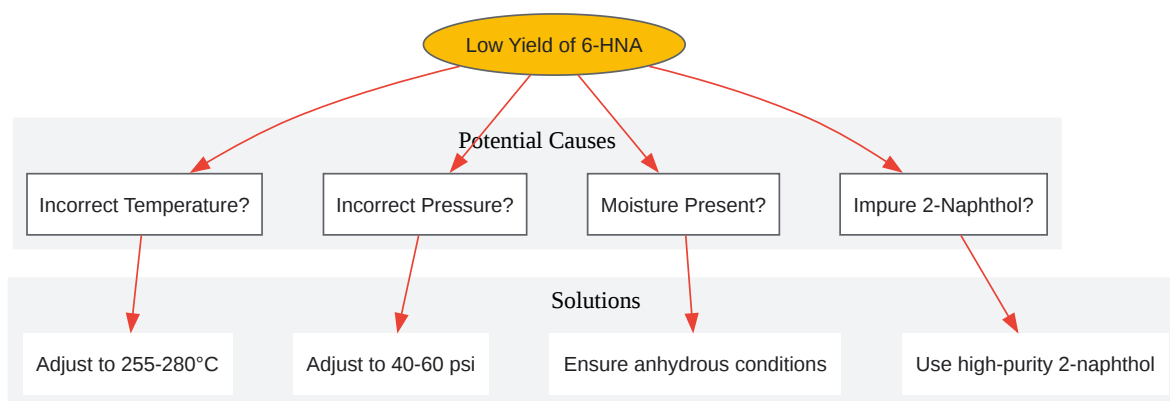 Low Yield of 6-HNA
Potential Causes
Incorrect Temperature?
Incorrect Pressure?
Moisture Present?
Impure 2-Naphthol?
Solutions
Adjust to 255-280°C
Adjust to 40-60 psi
Ensure anhydrous conditions
Use high-purity 2-naphthol